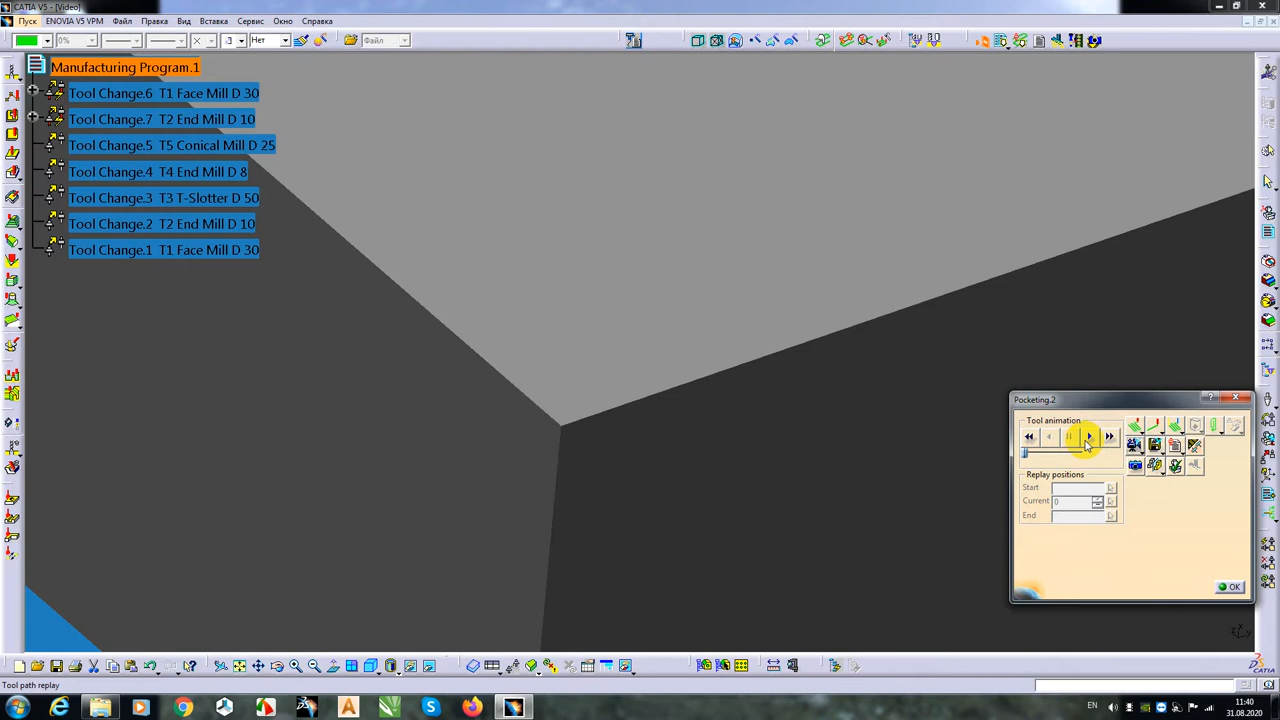 CATIA V5 - [Video]
Пуск ENOVIA V5 VPM Файл Правка Вид Вставка Сервис Окно Справка
0% Нет Файл
Manufacturing Program.1
Tool Change.6 T1 Face Mill D 30
Tool Change.7 T2 End Mill D 10
Tool Change.5 T5 Conical Mill D 25
Tool Change.4 T4 End Mill D 8
Tool Change.3 T3 T-Slotter D 50
Tool Change.2 T2 End Mill D 10
Tool Change.1 T1 Face Mill D 30
Pocketing.2
Tool animation
Replay positions
Start
Current 0
End
OK
CATIA
Tool path replay
EN 11:40
31.08.2020